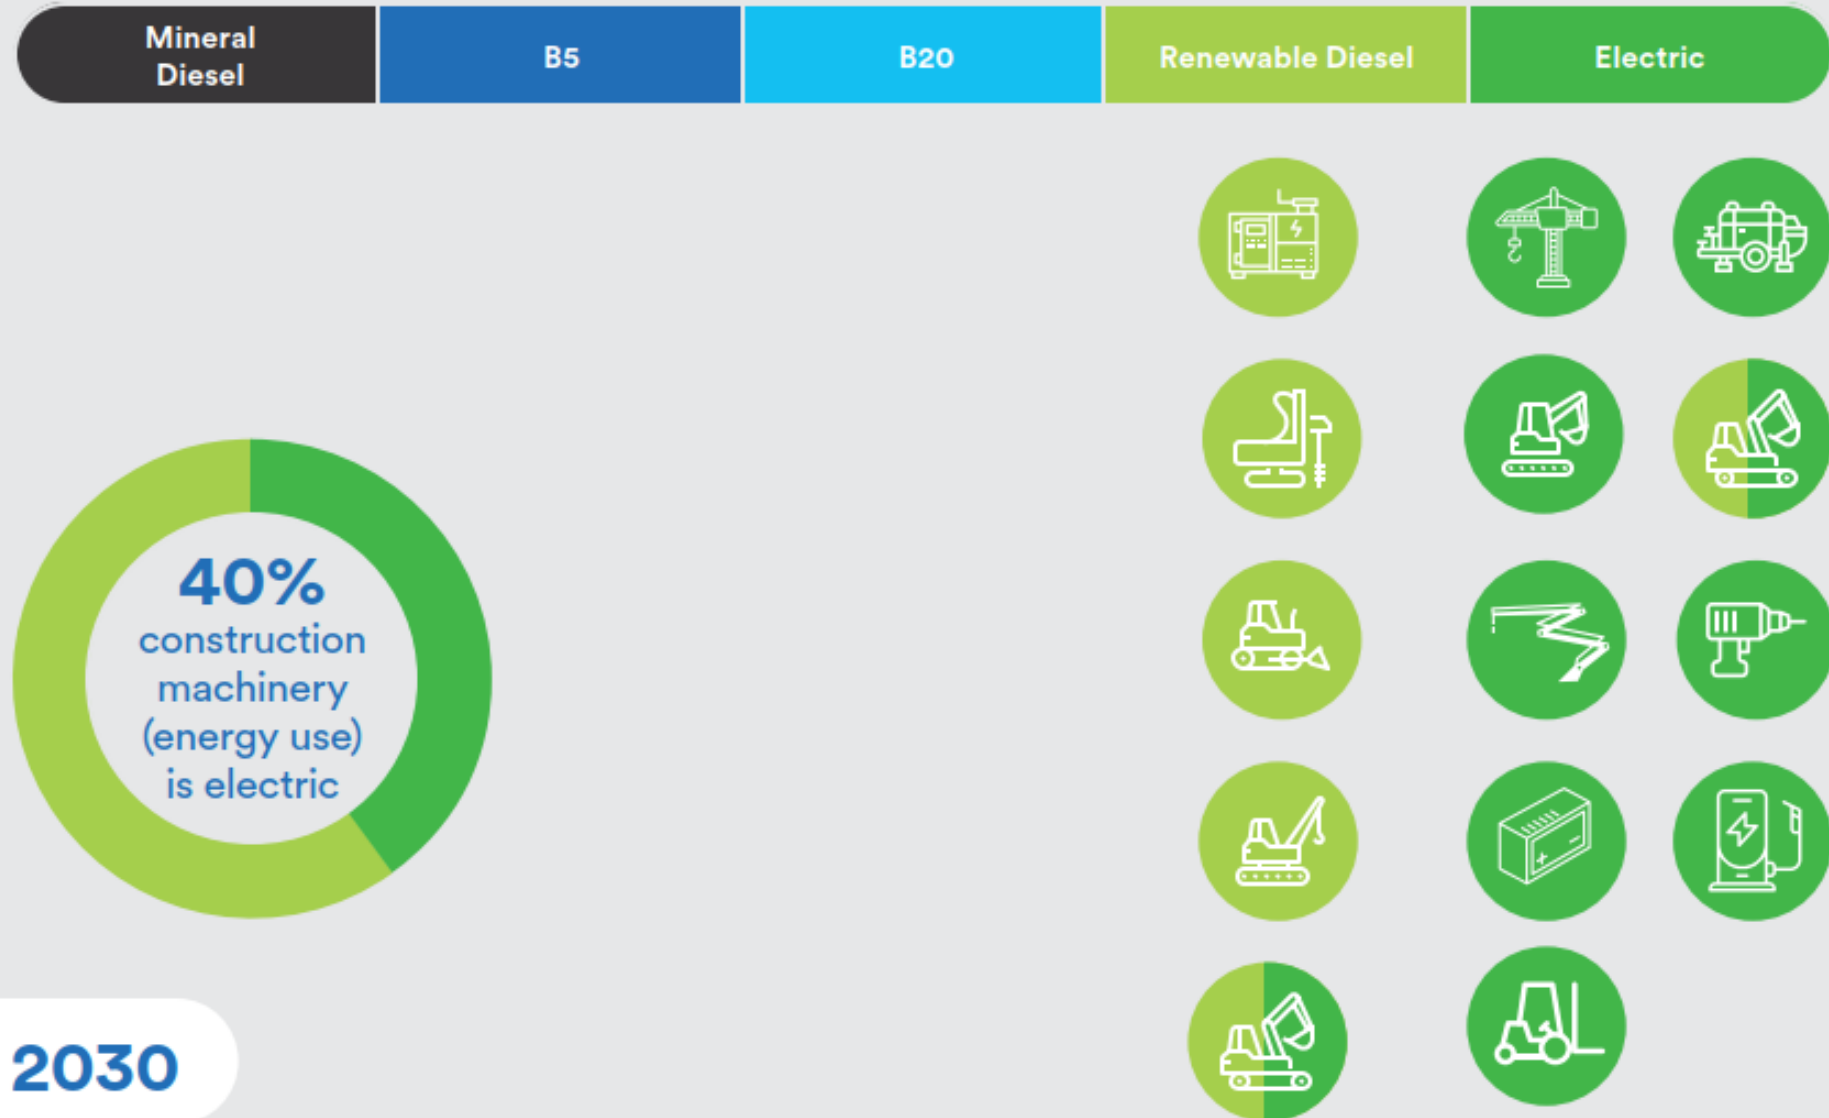 Mineral
Diesel
B5
B20
Renewable Diesel
Electric
40%
construction
machinery
(energy use)
is electric
2030